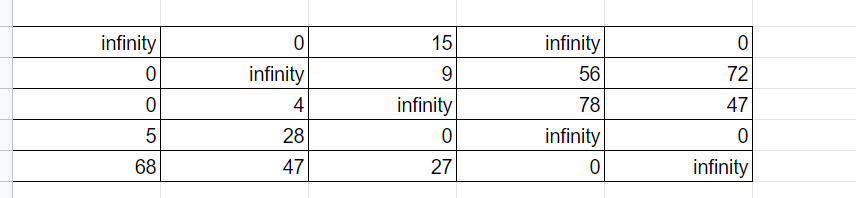 infinity 0 15 infinity 0
0 infinity 9 56 72
0 4 infinity 78 47
5 28 0 infinity 0
68 47 27 0 infinity